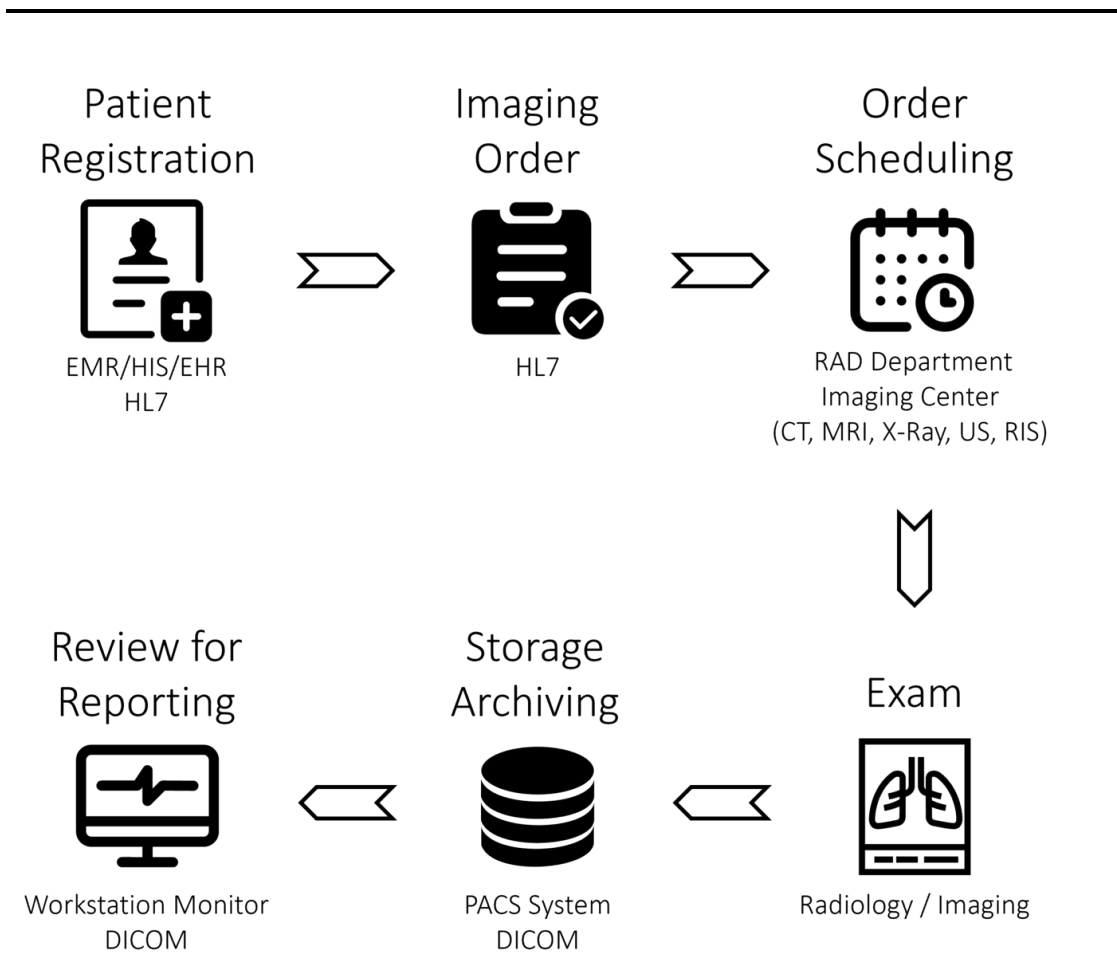 Patient
Registration
EMR/HIS/EHR
HL7
Imaging
Order
HL7
Order
Scheduling
RAD Department
Imaging Center
(CT, MRI, X-Ray, US, RIS)
Exam
Radiology / Imaging
Storage
Archiving
PACS System
DICOM
Review for
Reporting
Workstation Monitor
DICOM